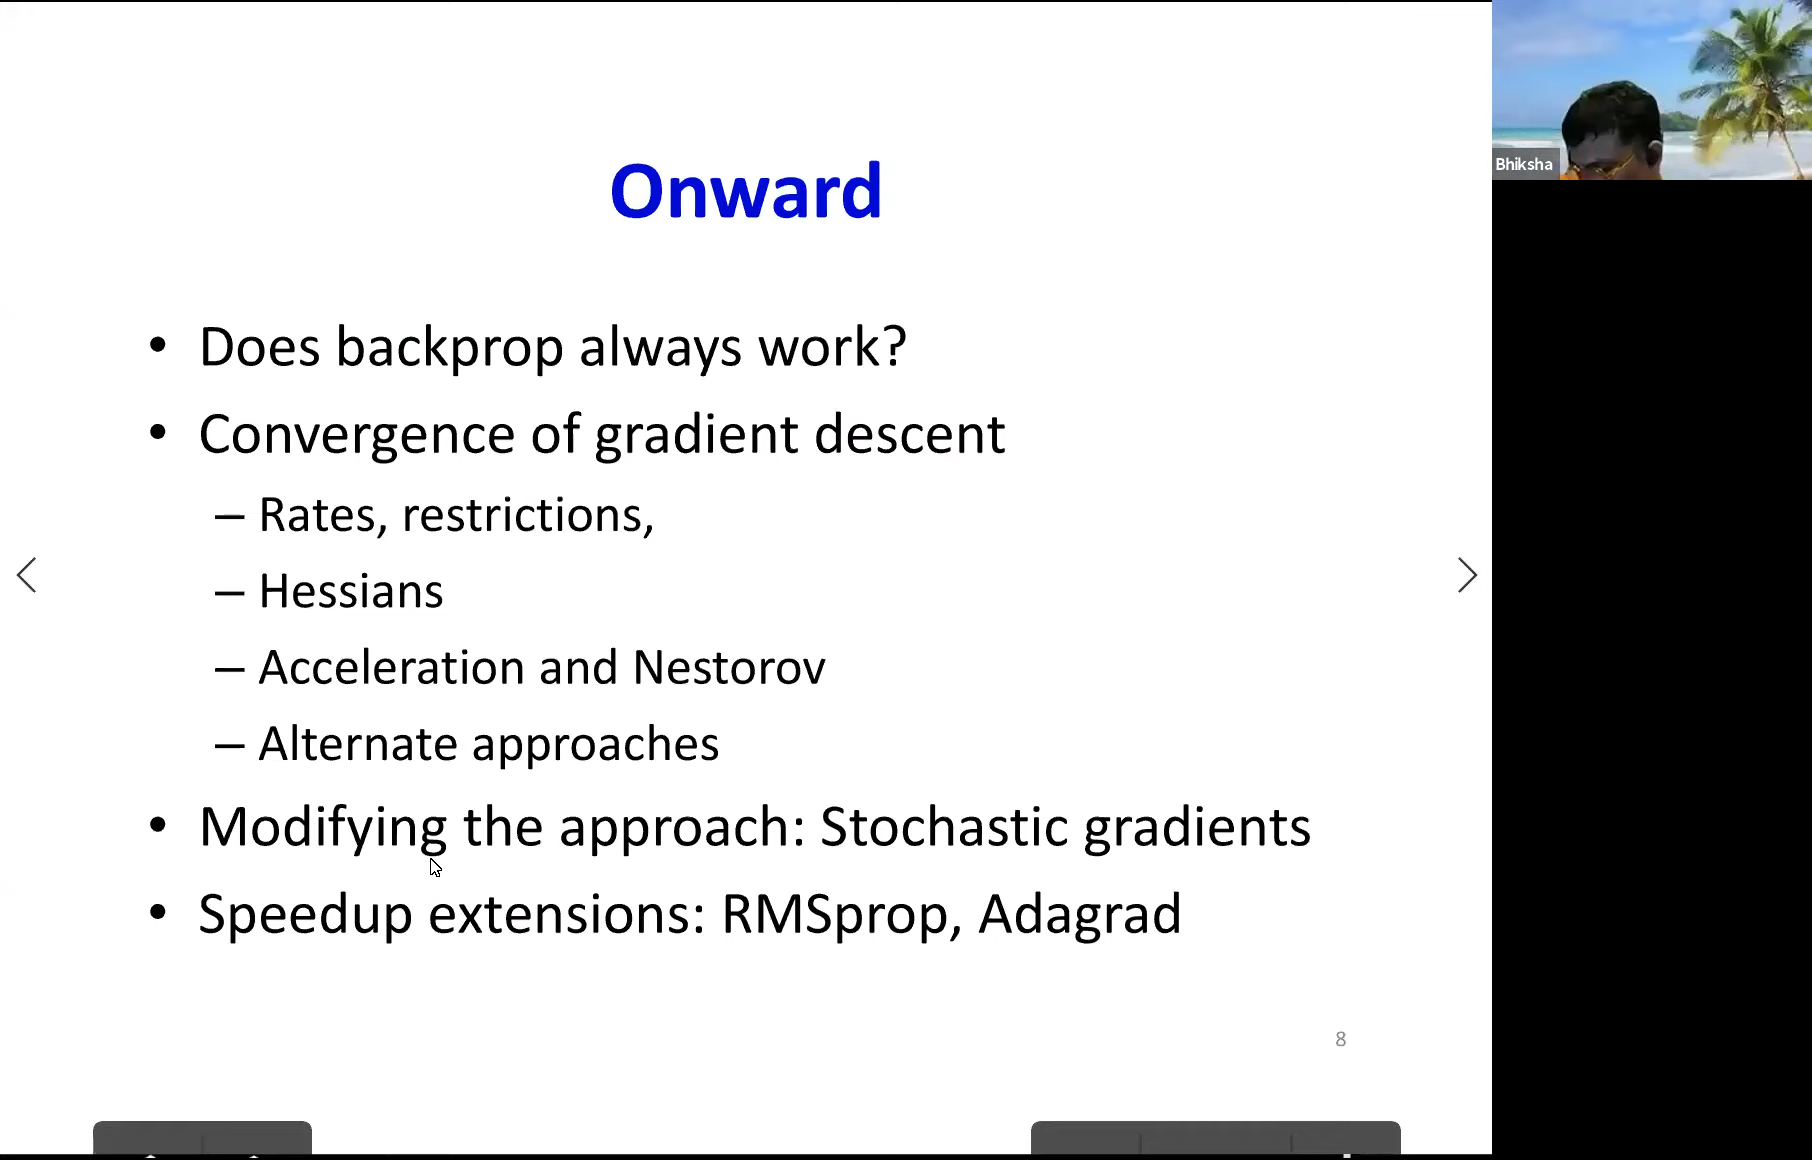 Onward
• Does backprop always work?
• Convergence of gradient descent
– Rates, restrictions,
– Hessians
– Acceleration and Nestorov
– Alternate approaches
• Modifying the approach: Stochastic gradients
• Speedup extensions: RMSprop, Adagrad
8
Bhiksha